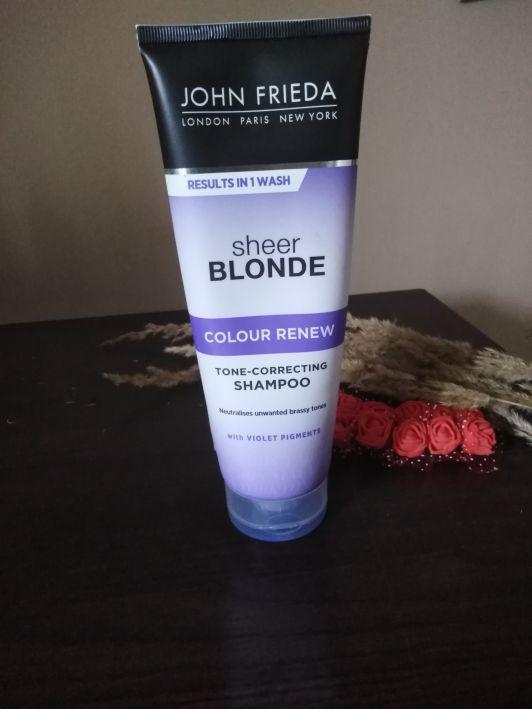 JOHN FRIEDA
LONDON PARIS NEW YORK
RESULTS IN 1 WASH
sheer
BLONDE
COLOUR RENEW
TONE-CORRECTING
SHAMPOO
Neutralises unwanted brassy tones
with VIOLET PIGMENTS